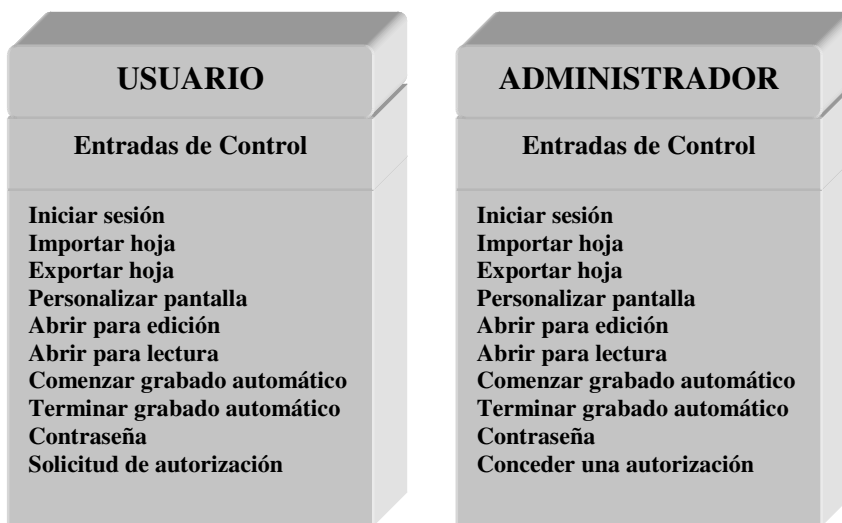 USUARIO
Entradas de Control
Iniciar sesión
Importar hoja
Exportar hoja
Personalizar pantalla
Abrir para edición
Abrir para lectura
Comenzar grabado automático
Terminar grabado automático
Contraseña
Solicitud de autorización
ADMINISTRADOR
Entradas de Control
Iniciar sesión
Importar hoja
Exportar hoja
Personalizar pantalla
Abrir para edición
Abrir para lectura
Comenzar grabado automático
Terminar grabado automático
Contraseña
Conceder una autorización